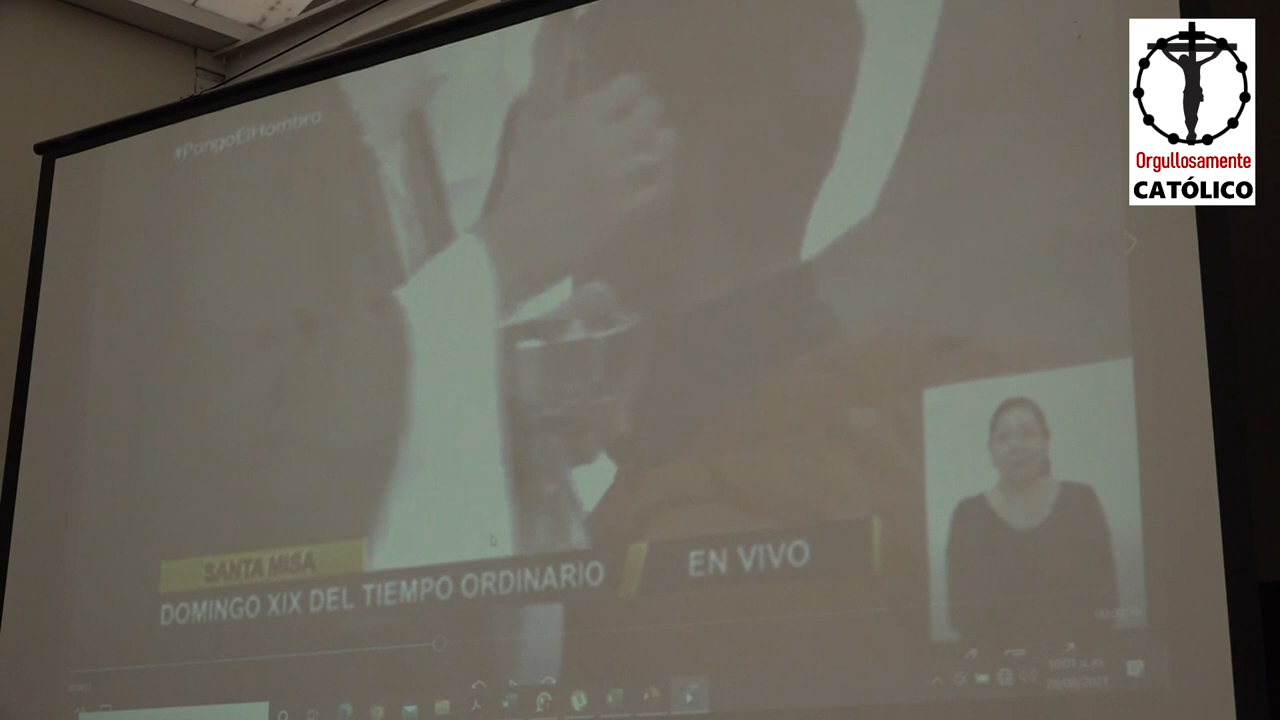 #PongoElHombro
Orgullosamente
CATÓLICO
SANTA MISA
DOMINGO XIX DEL TIEMPO ORDINARIO
EN VIVO